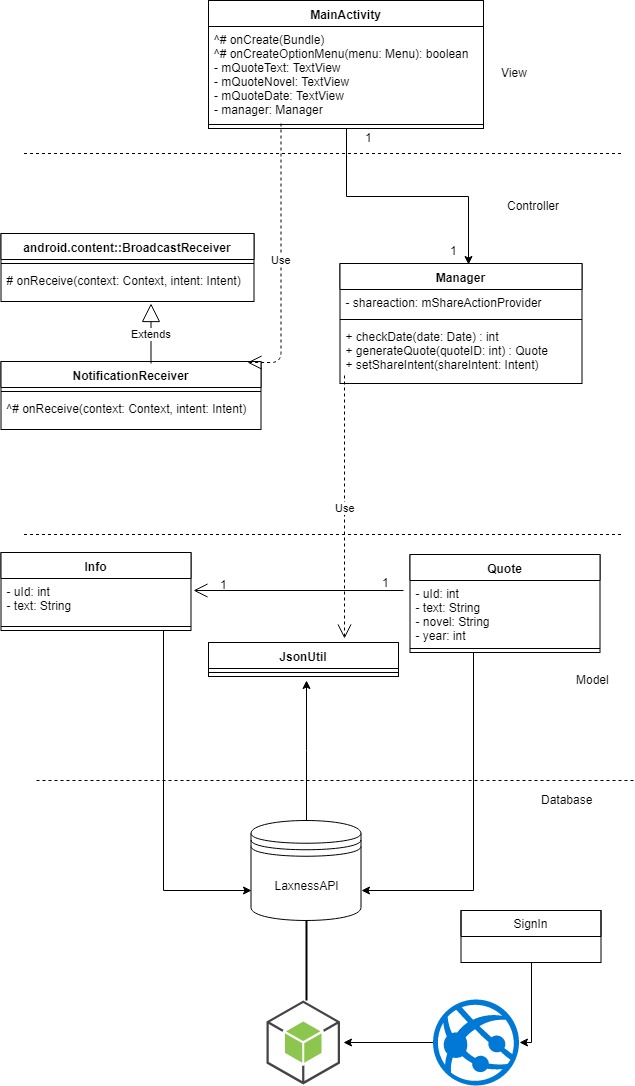 MainActivity
^# onCreate(Bundle)
^# onCreateOptionMenu(menu: Menu): boolean
- mQuoteText: TextView
- mQuoteNovel: TextView
- mQuoteDate: TextView
- manager: Manager
View
1
Controller
android.content::BroadcastReceiver
# onReceive(context: Context, intent: Intent)
Use
1
Manager
- shareaction: mShareActionProvider
+ checkDate(date: Date) : int
+ generateQuote(quoteID: int) : Quote
+ setShareIntent(shareIntent: Intent)
Extends
NotificationReceiver
^# onReceive(context: Context, intent: Intent)
Use
Info
- uId: int
- text: String
1
1
Quote
- uId: int
- text: String
- novel: String
- year: int
JsonUtil
Model
Database
LaxnessAPI
SignIn